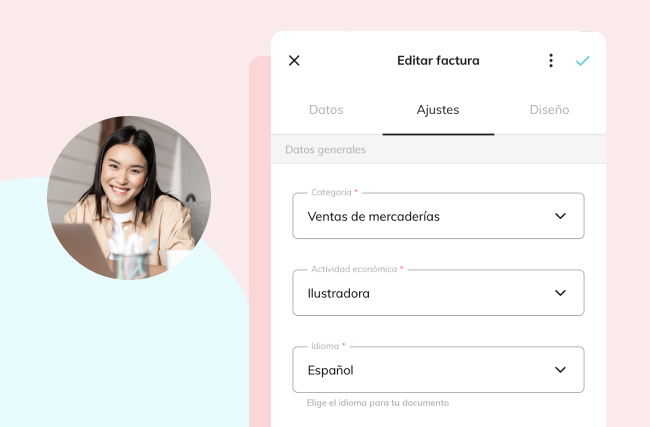 Editar factura
Datos
Ajustes
Diseño
Datos generales
Categoría *
Ventas de mercaderías
Actividad económica *
Ilustradora
Idioma *
Español
Elige el idioma para tu documento